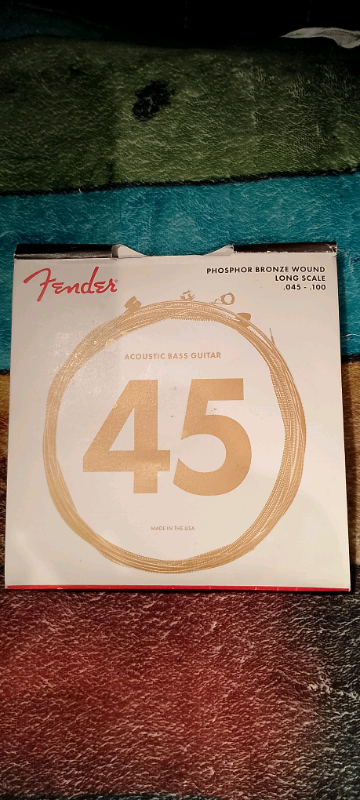 Fender
PHOSPHOR BRONZE WOUND
LONG SCALE
.045 - .100
ACOUSTIC BASS GUITAR
45
MADE IN THE USA